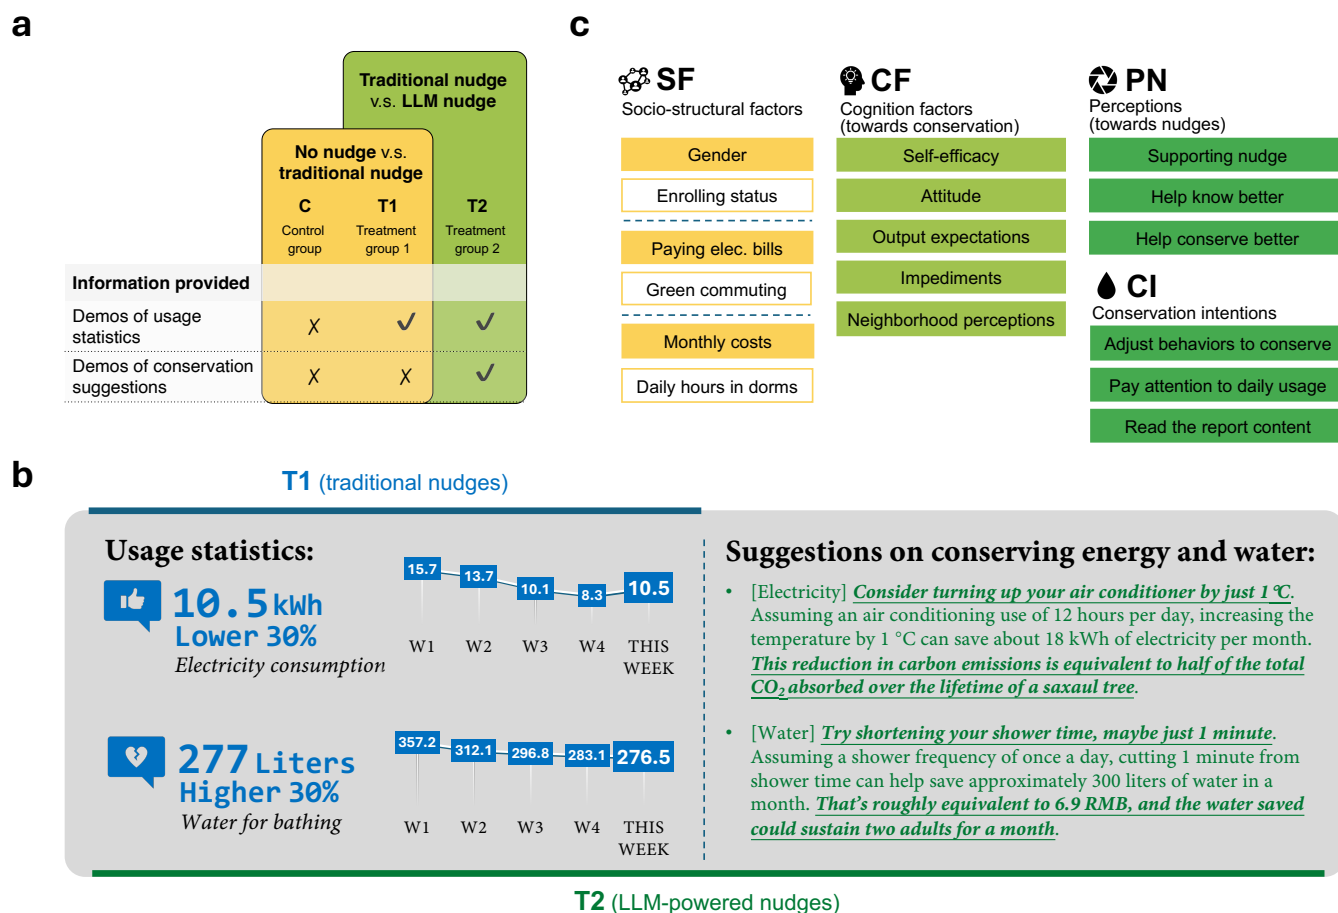 a
Traditional nudge
v.s. LLM nudge
No nudge v.s.
traditional nudge
C
T1
T2
Control
group
Treatment
group 1
Treatment
group 2
Information provided
Demos of usage
statistics
✗ ✓ ✓
Demos of conservation
suggestions
✗ ✗ ✓
c
SF
Socio-structural factors
Gender
Enrolling status
Paying elec. bills
Green commuting
Monthly costs
Daily hours in dorms
CF
Cognition factors
(towards conservation)
Self-efficacy
Attitude
Output expectations
Impediments
Neighborhood perceptions
PN
Perceptions
(towards nudges)
Supporting nudge
Help know better
Help conserve better
CI
Conservation intentions
Adjust behaviors to conserve
Pay attention to daily usage
Read the report content
b
T1 (traditional nudges)
Usage statistics:
10.5 kWh
Lower 30%
Electricity consumption
15.7
13.7
10.1
8.3
10.5
W1
W2
W3
W4
THIS
WEEK
277 Liters
Higher 30%
Water for bathing
357.2
312.1
296.8
283.1
276.5
W1
W2
W3
W4
THIS
WEEK
Suggestions on conserving energy and water:
• [Electricity] Consider turning up your air conditioner by just 1 °C.
Assuming an air conditioning use of 12 hours per day, increasing the
temperature by 1 °C can save about 18 kWh of electricity per month.
This reduction in carbon emissions is equivalent to half of the total
CO2 absorbed over the lifetime of a saxaul tree.
• [Water] Try shortening your shower time, maybe just 1 minute.
Assuming a shower frequency of once a day, cutting 1 minute from
shower time can help save approximately 300 liters of water in a
month. That's roughly equivalent to 6.9 RMB, and the water saved
could sustain two adults for a month.
T2 (LLM-powered nudges)